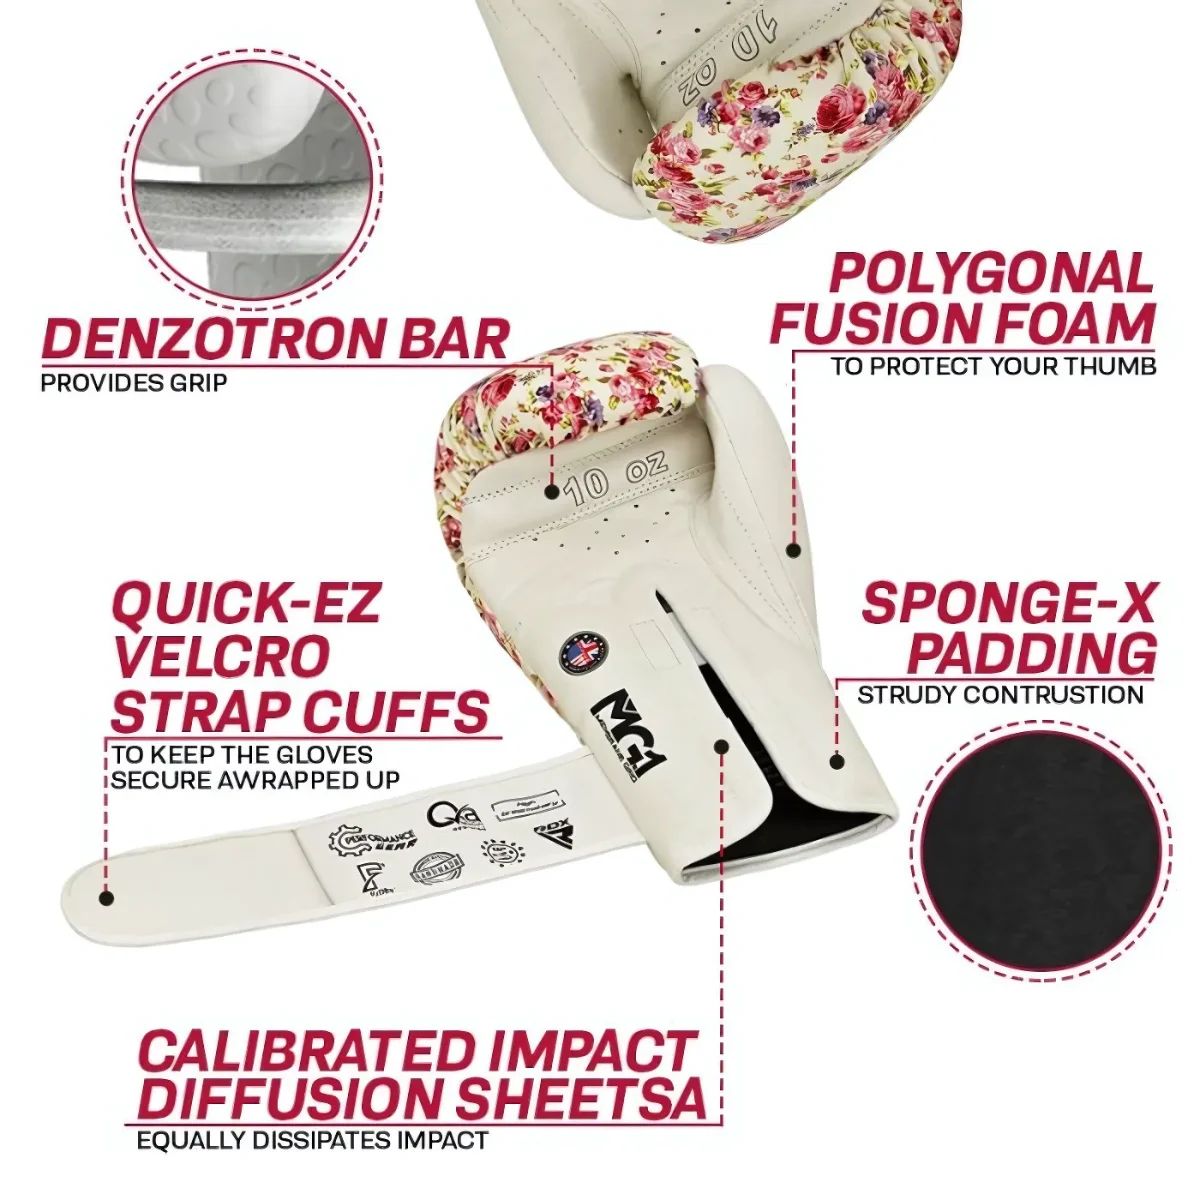 10 OZ
DENZOTRON BAR
PROVIDES GRIP
POLYGONAL
FUSION FOAM
TO PROTECT YOUR THUMB
10 OZ
QUICK-EZ
VELCRO
STRAP CUFFS
TO KEEP THE GLOVES
SECURE AWRAPPED UP
SPONGE-X
PADDING
STRUDY CONTRUSTION
MG1
PERFORMANCE
GEAR
RDX
HANDMADE
CALIBRATED IMPACT
DIFFUSION SHEETSA
EQUALLY DISSIPATES IMPACT